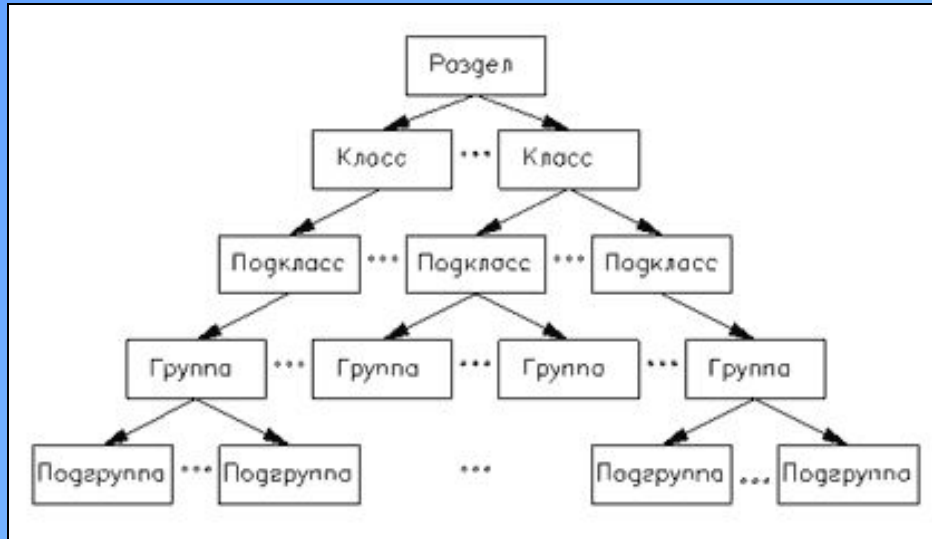 Раздел
Класс ... Класс
Подкласс ... Подкласс ... Подкласс
Группа ... Группа ... Группа ... Группа
Подгруппа ... Подгруппа ... Подгруппа ... Подгруппа